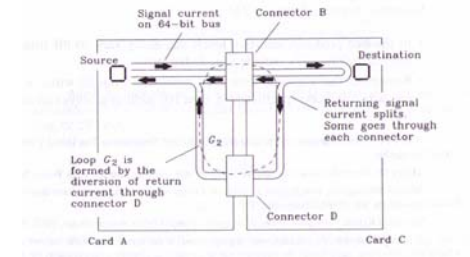 Signal current
on 64-bit bus
Connector B
Source
Destination
G2
Returning signal
current splits.
Some goes through
each connector
Loop G2 is
formed by the
diversion of return
current through
connector D
Connector D
Card A
Card C